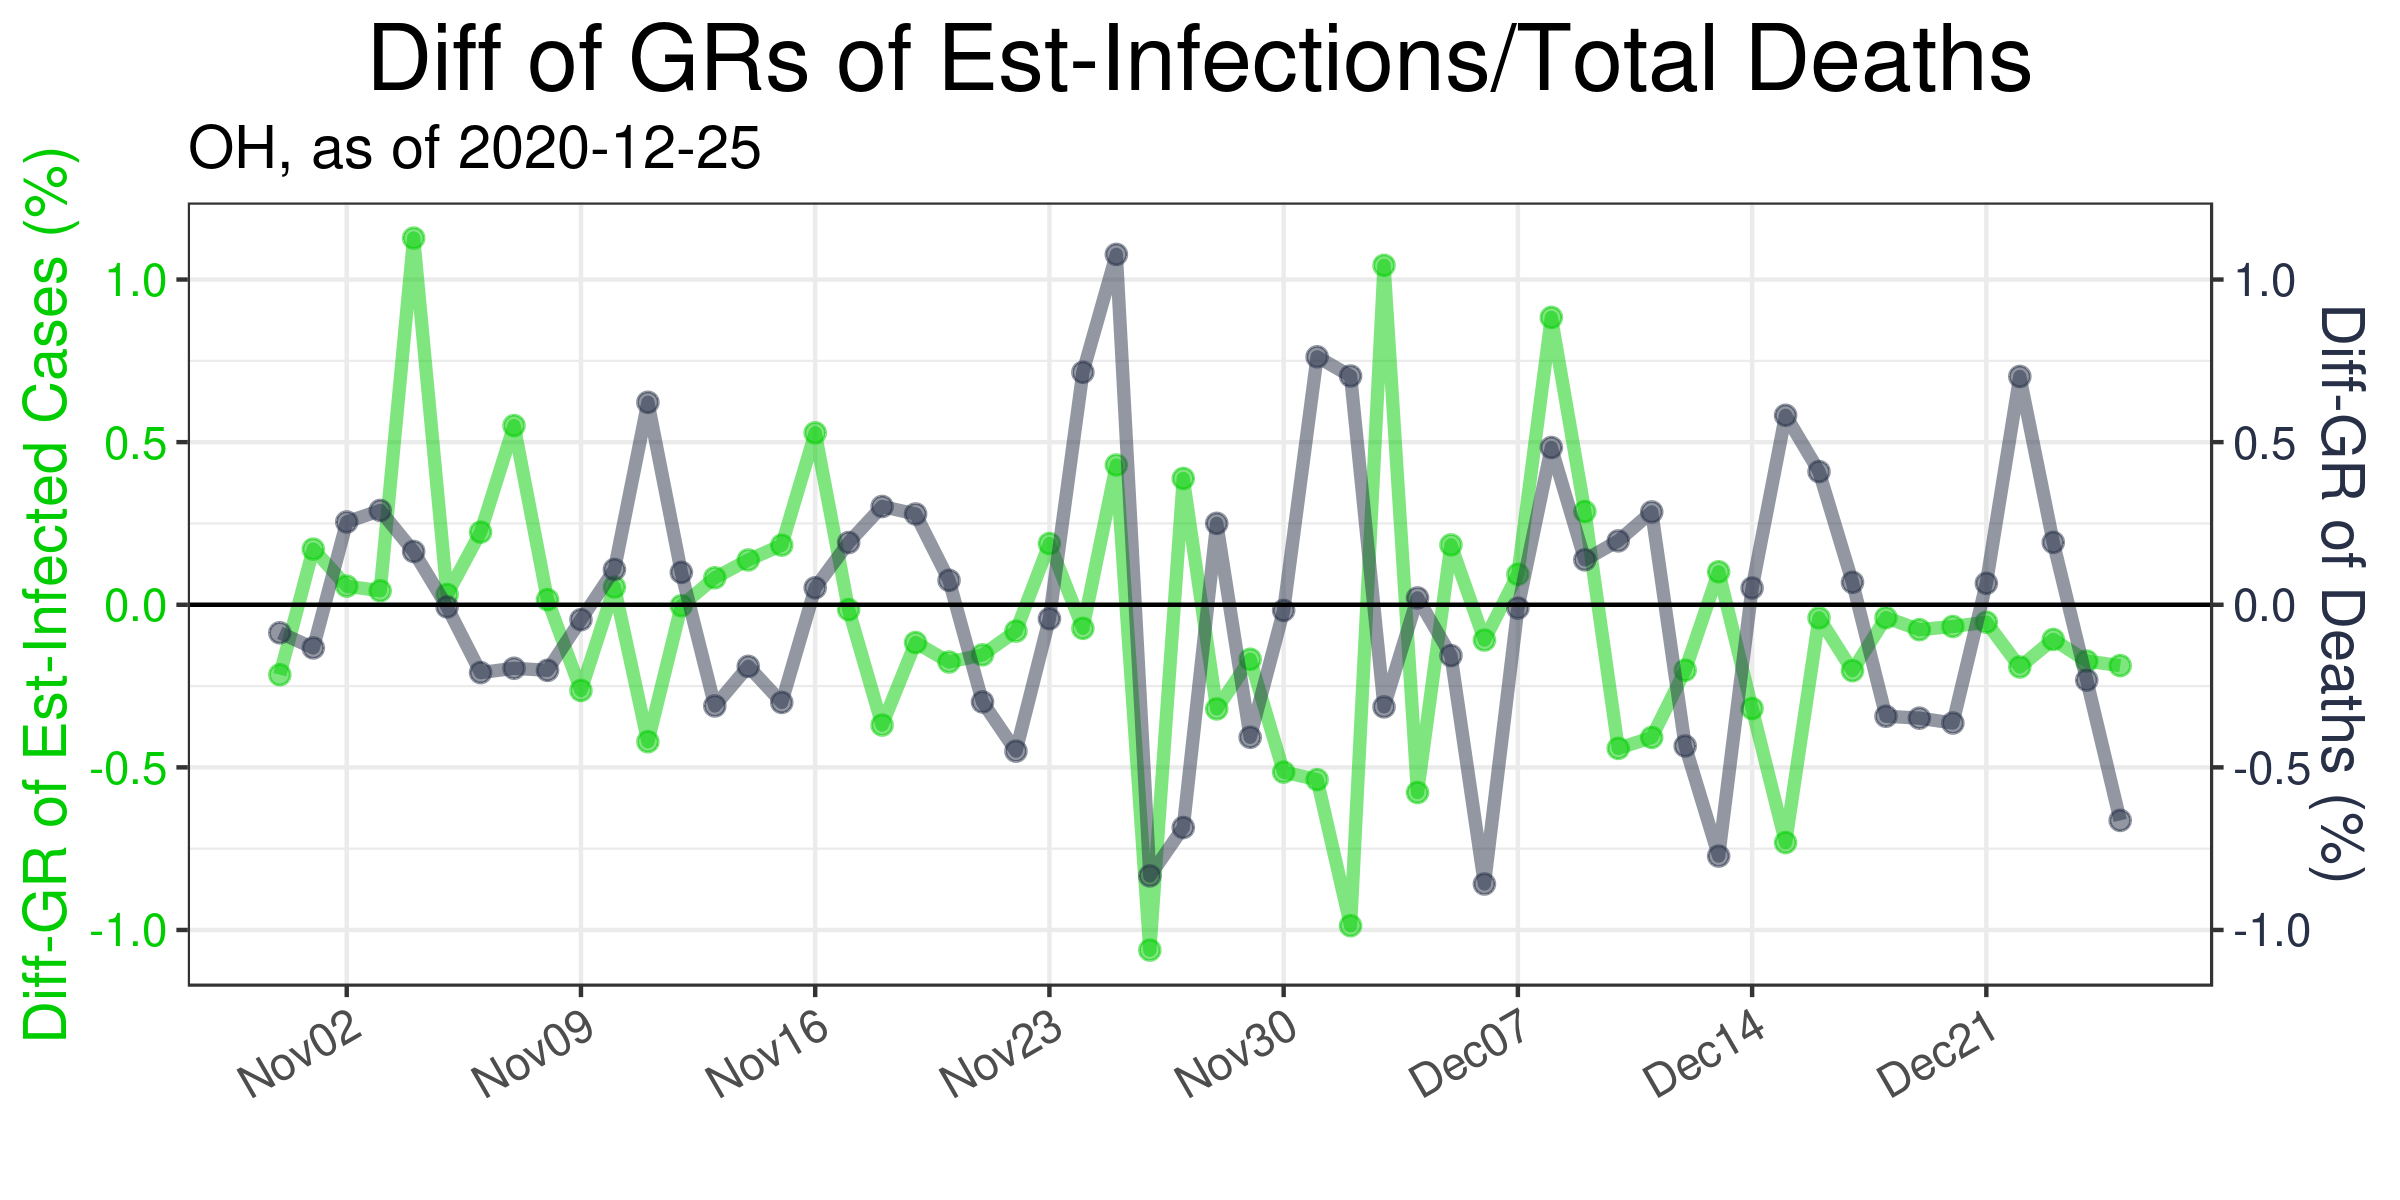 Diff of GRs of Est-Infections/Total Deaths
OH, as of 2020-12-25
Diff-GR of Est-Infected Cases (%)
1.0
0.5
0.0
-0.5
-1.0
1.0
0.5
0.0
-0.5
-1.0
Diff-GR of Deaths (%)
Nov02
Nov09
Nov16
Nov23
Nov30
Dec07
Dec14
Dec21